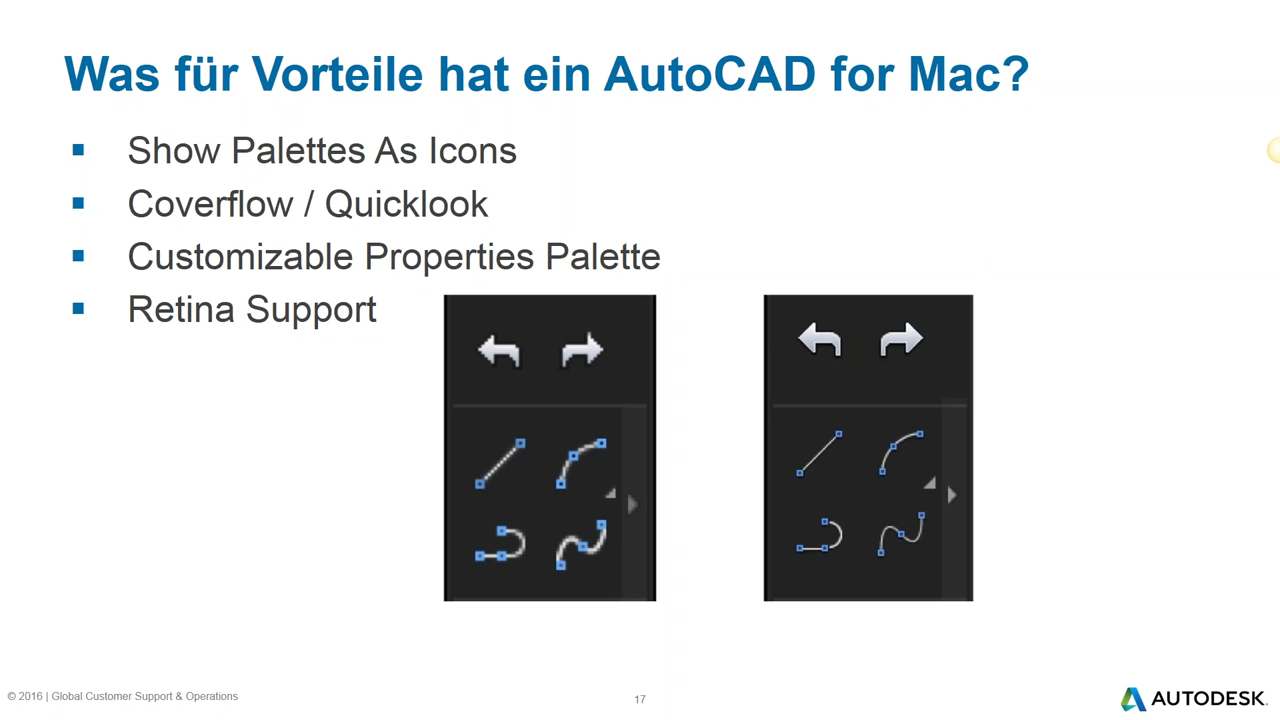 Was für Vorteile hat ein AutoCAD for Mac?
Show Palettes As Icons
Coverflow / Quicklook
Customizable Properties Palette
Retina Support
© 2016 | Global Customer Support & Operations
17
AUTODESK.